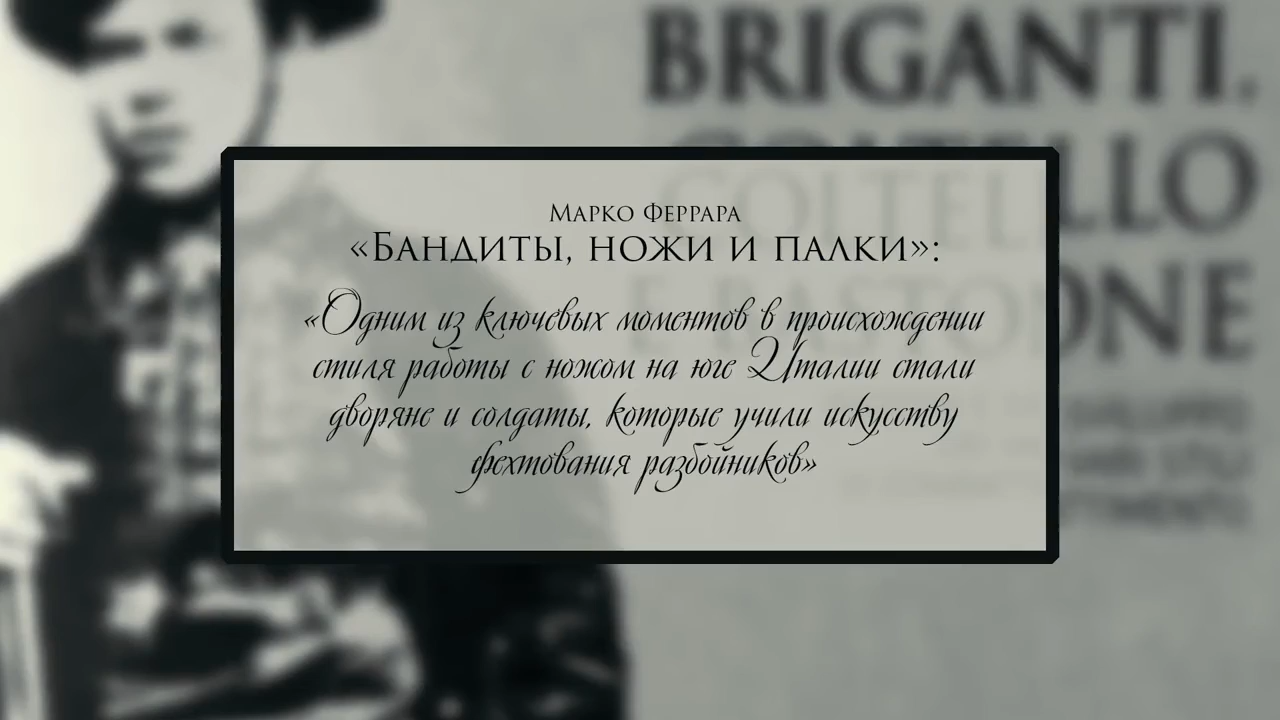 BRIGANTI.
COLTELLO
E BASTONE
Марко Феррара
«Бандиты, ножи и палки»:
«Одним из ключевых моментов в происхождении
стиля работы с ножом на юге Италии стали
дворяне и солдаты, которые учили искусству
фехтования разбойников»